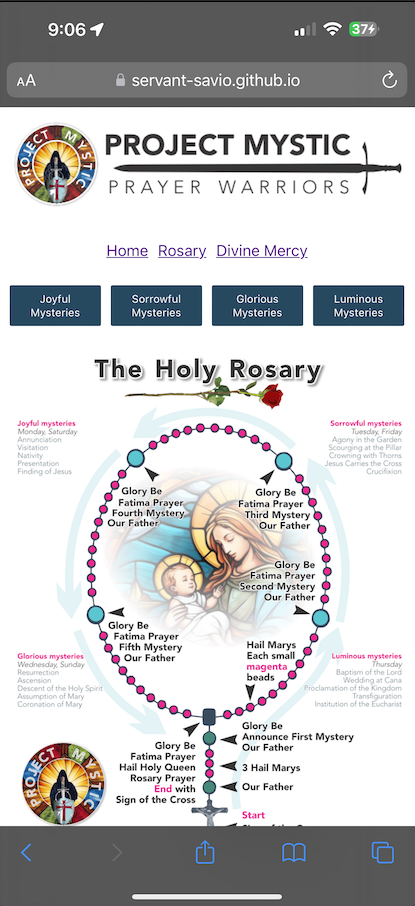 9:06
37
AA
servant-savio.github.io
PROJECT MYSTIC
PROJECT MYSTIC
PRAYER WARRIORS
Home Rosary Divine Mercy
Joyful Mysteries
Sorrowful Mysteries
Glorious Mysteries
Luminous Mysteries
The Holy Rosary
Joyful mysteries
Monday, Saturday
Annunciation
Visitation
Nativity
Presentation
Finding of Jesus
Sorrowful mysteries
Tuesday, Friday
Agony in the Garden
Scourging at the Pillar
Crowning with Thorns
Jesus Carries the Cross
Crucifixion
Glory Be
Fatima Prayer
Fourth Mystery
Our Father
Glory Be
Fatima Prayer
Third Mystery
Our Father
Glory Be
Fatima Prayer
Second Mystery
Our Father
Glory Be
Fatima Prayer
Fifth Mystery
Our Father
Hail Marys
Each small
magenta
beads
Glorious mysteries
Wednesday, Sunday
Resurrection
Ascension
Descent of the Holy Spirit
Assumption of Mary
Coronation of Mary
Luminous mysteries
Thursday
Baptism of the Lord
Wedding at Cana
Proclamation of the Kingdom
Transfiguration
Institution of the Eucharist
Glory Be
Announce First Mystery
Our Father
Glory Be
Fatima Prayer
Hail Holy Queen
Rosary Prayer
End with
Sign of the Cross
3 Hail Marys
Our Father
PROJECT MYSTIC
Start